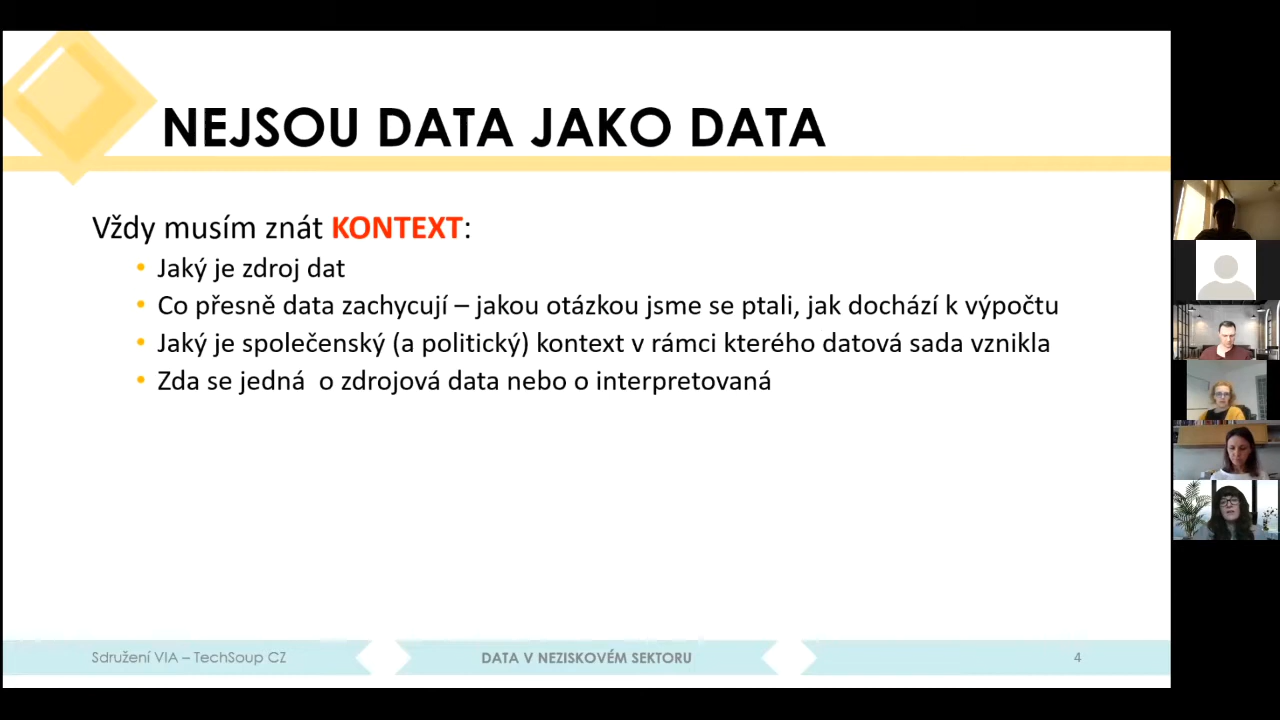 NEJSOU DATA JAKO DATA
Vždy musím znát KONTEXT:
• Jaký je zdroj dat
• Co přesně data zachycují – jakou otázkou jsme se ptali, jak dochází k výpočtu
• Jaký je společenský (a politický) kontext v rámci kterého datová sada vznikla
• Zda se jedná  o zdrojová data nebo o interpretovaná
Sdružení VIA – TechSoup CZ
DATA V NEZISKOVÉM SEKTORU
4